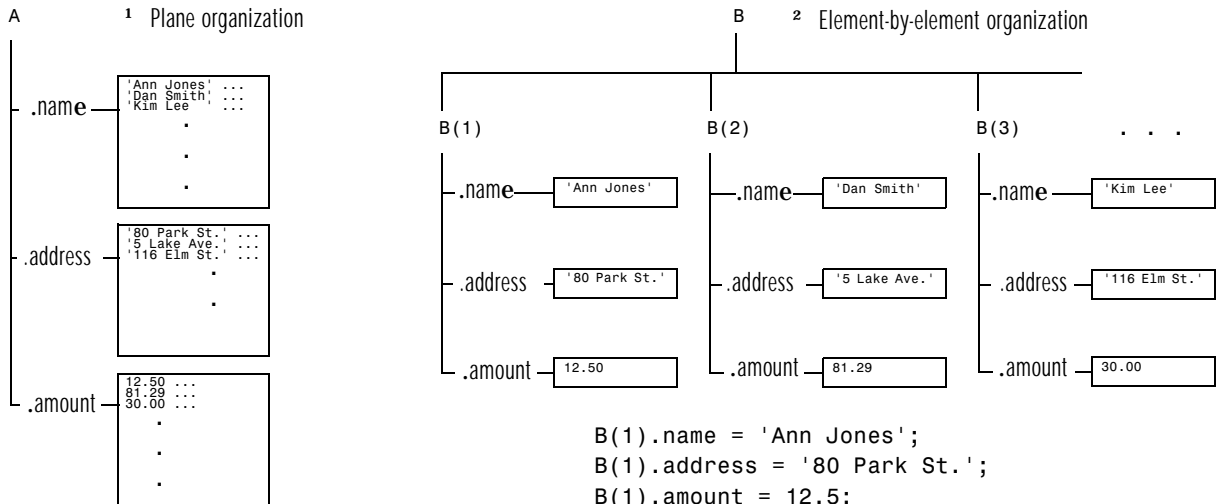 A
1 Plane organization
.name
'Ann Jones' ...
'Dan Smith' ...
'Kim Lee ' ...
.
.
.
.address
'80 Park St.' ...
'5 Lake Ave.' ...
'116 Elm St.' ...
.
.
.amount
12.50 ...
81.29 ...
30.00 ...
.
.
.
B
2 Element-by-element organization
B(1)
B(2)
B(3)
. . .
.name
'Ann Jones'
.name
'Dan Smith'
.name
'Kim Lee'
.address
'80 Park St.'
.address
'5 Lake Ave.'
.address
'116 Elm St.'
.amount
12.50
.amount
81.29
.amount
30.00
B(1).name = 'Ann Jones';
B(1).address = '80 Park St.';
B(1).amount = 12.5;